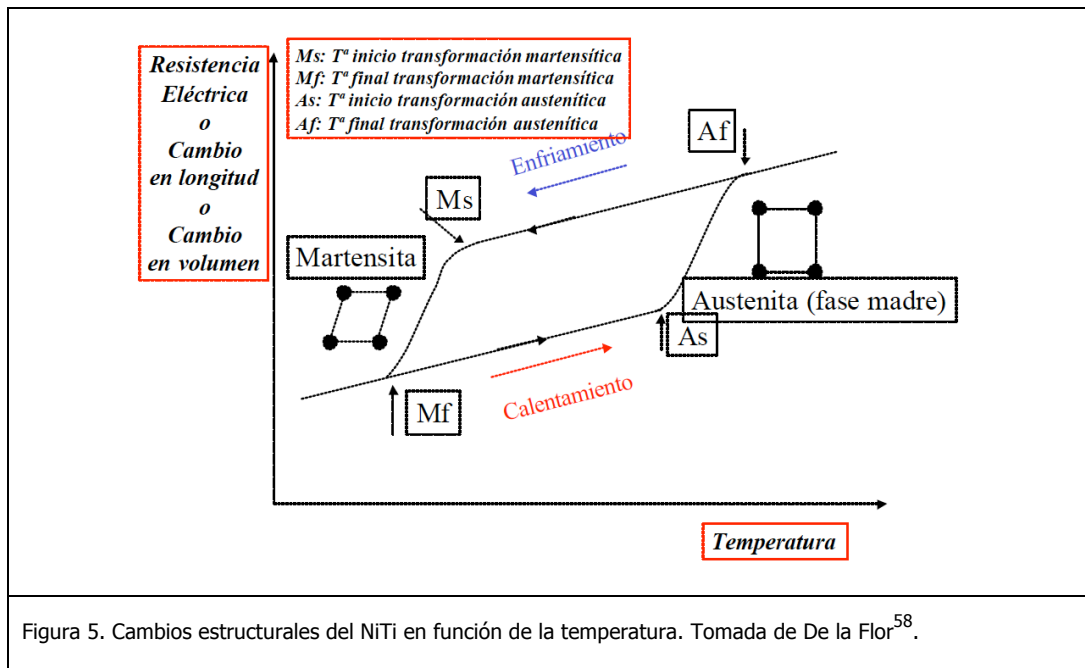 Resistencia
Eléctrica
o
Cambio
en longitud
o
Cambio
en volumen
Ms: Tª inicio transformación martensítica
Mf: Tª final transformación martensítica
As: Tª inicio transformación austenítica
Af: Tª final transformación austenítica
Af
Enfriamiento
Ms
Martensita
Austenita (fase madre)
As
Calentamiento
Mf
Temperatura
Figura 5. Cambios estructurales del NiTi en función de la temperatura. Tomada de De la Flor58.